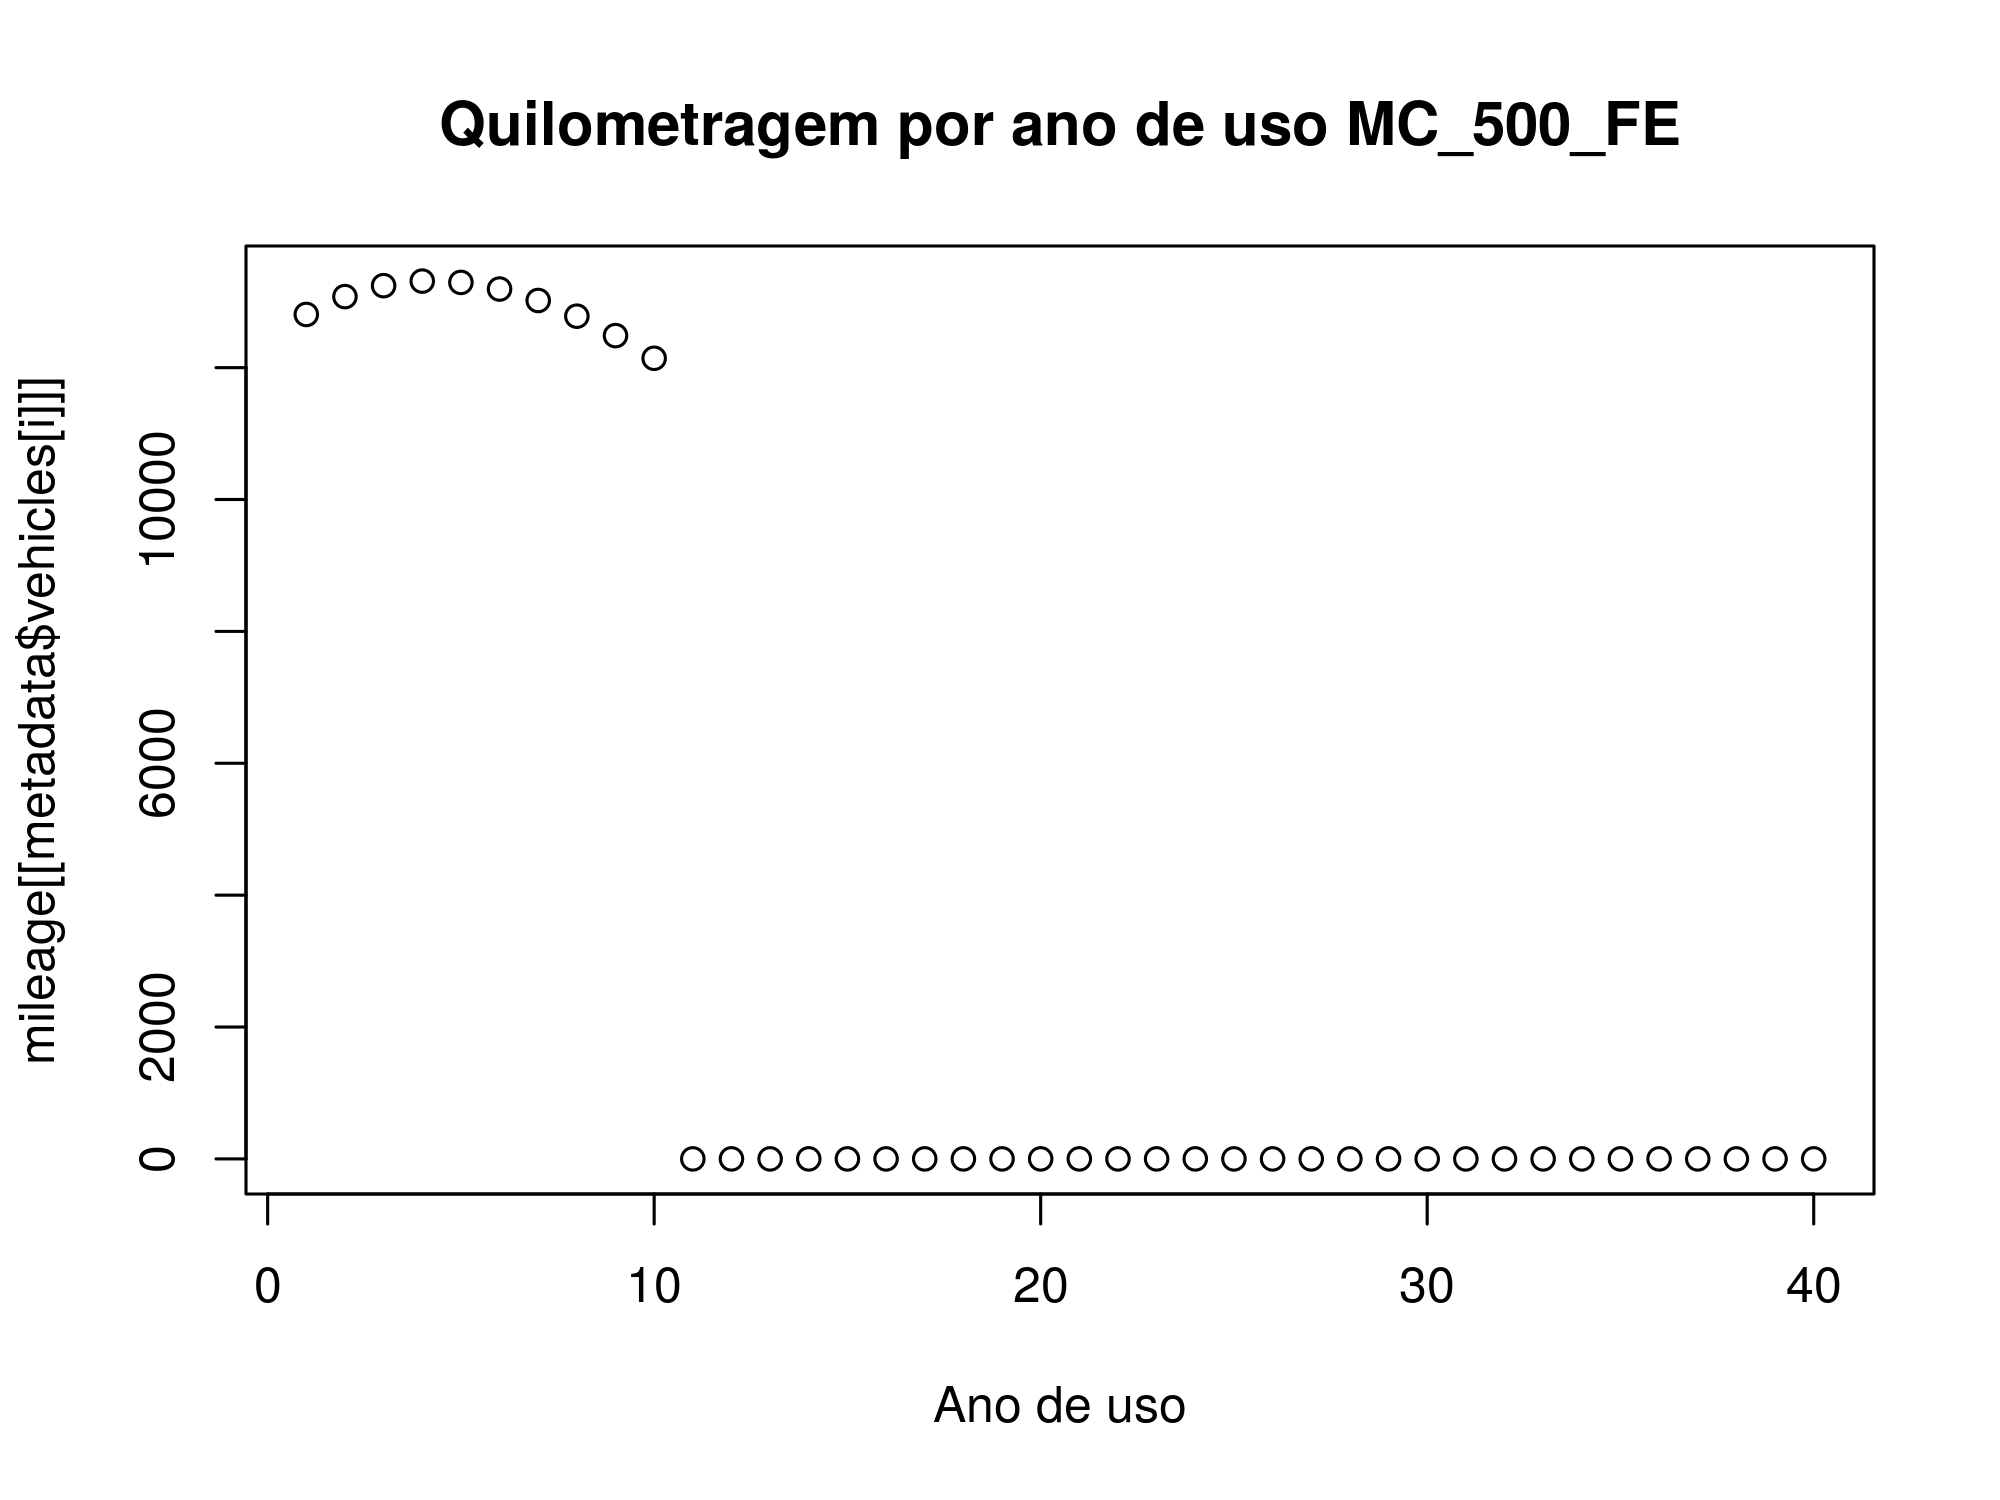 Quilometragem por ano de uso MC_500_FE
mileage[[metadata$vehicles[i]]]
10000
6000
2000
0
0 10 20 30 40
Ano de uso